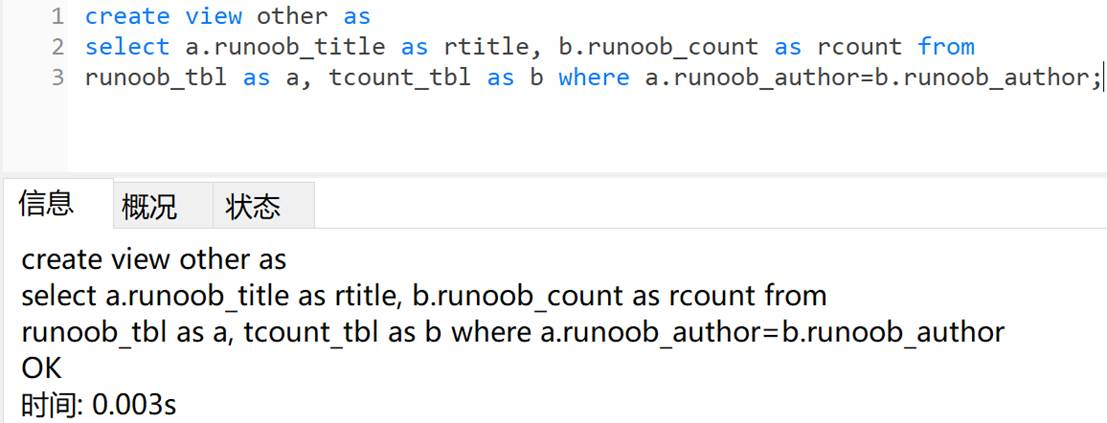 1 create view other as
2 select a.runoob_title as rtitle, b.runoob_count as rcount from
3 runoob_tbl as a, tcount_tbl as b where a.runoob_author=b.runoob_author;
信息 概况 状态
create view other as
select a.runoob_title as rtitle, b.runoob_count as rcount from
runoob_tbl as a, tcount_tbl as b where a.runoob_author=b.runoob_author
OK
时间: 0.003s